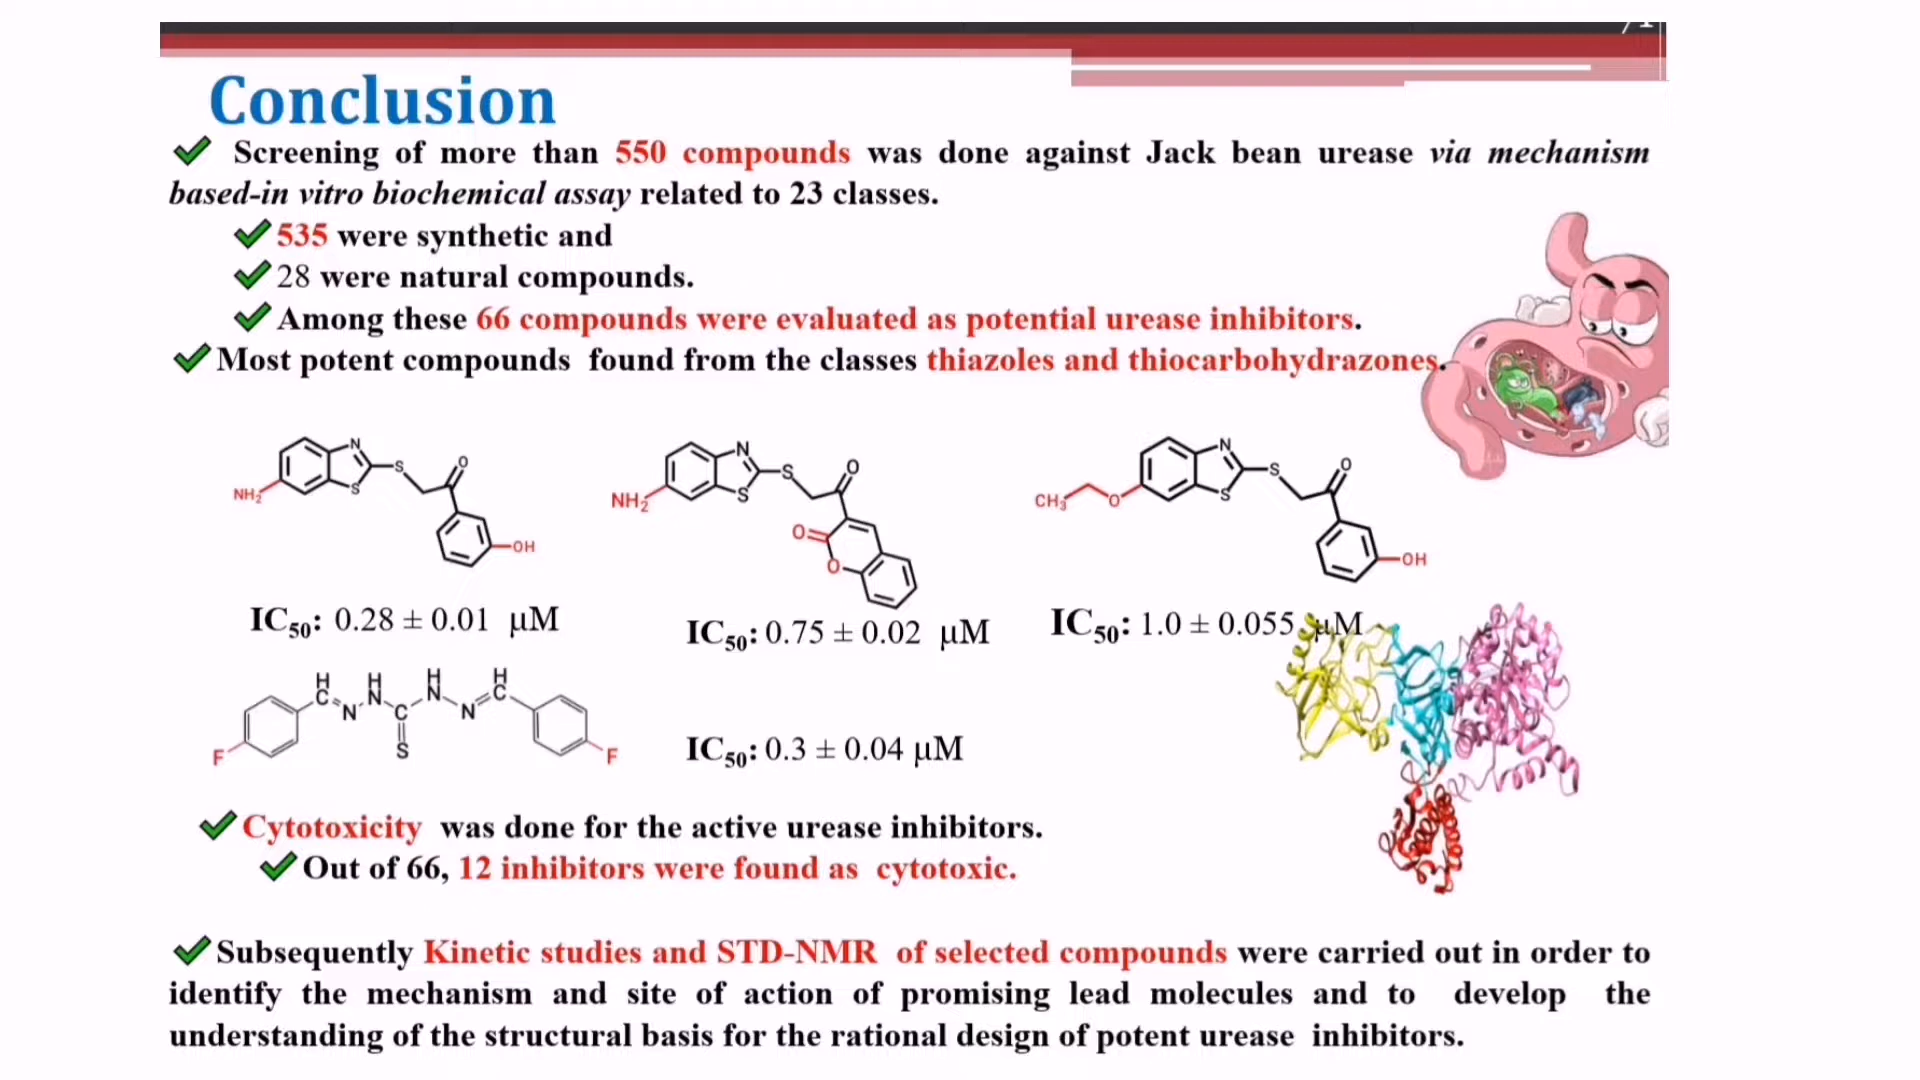 Conclusion
Screening of more than 550 compounds was done against Jack bean urease via mechanism
based-in vitro biochemical assay related to 23 classes.
535 were synthetic and
28 were natural compounds.
Among these 66 compounds were evaluated as potential urease inhibitors.
Most potent compounds found from the classes thiazoles and thiocarbohydrazones.
N S S O NH2 OH
N S S O NH2 O O
N S S O CH3 O OH
IC50: 0.28 ± 0.01 μM
IC50: 0.75 ± 0.02 μM
IC50: 1.0 ± 0.055 μM
H C N H N C S H N N H C F F
IC50: 0.3 ± 0.04 μM
Cytotoxicity was done for the active urease inhibitors.
Out of 66, 12 inhibitors were found as cytotoxic.
Subsequently Kinetic studies and STD-NMR of selected compounds were carried out in order to
identify the mechanism and site of action of promising lead molecules and to develop the
understanding of the structural basis for the rational design of potent urease inhibitors.